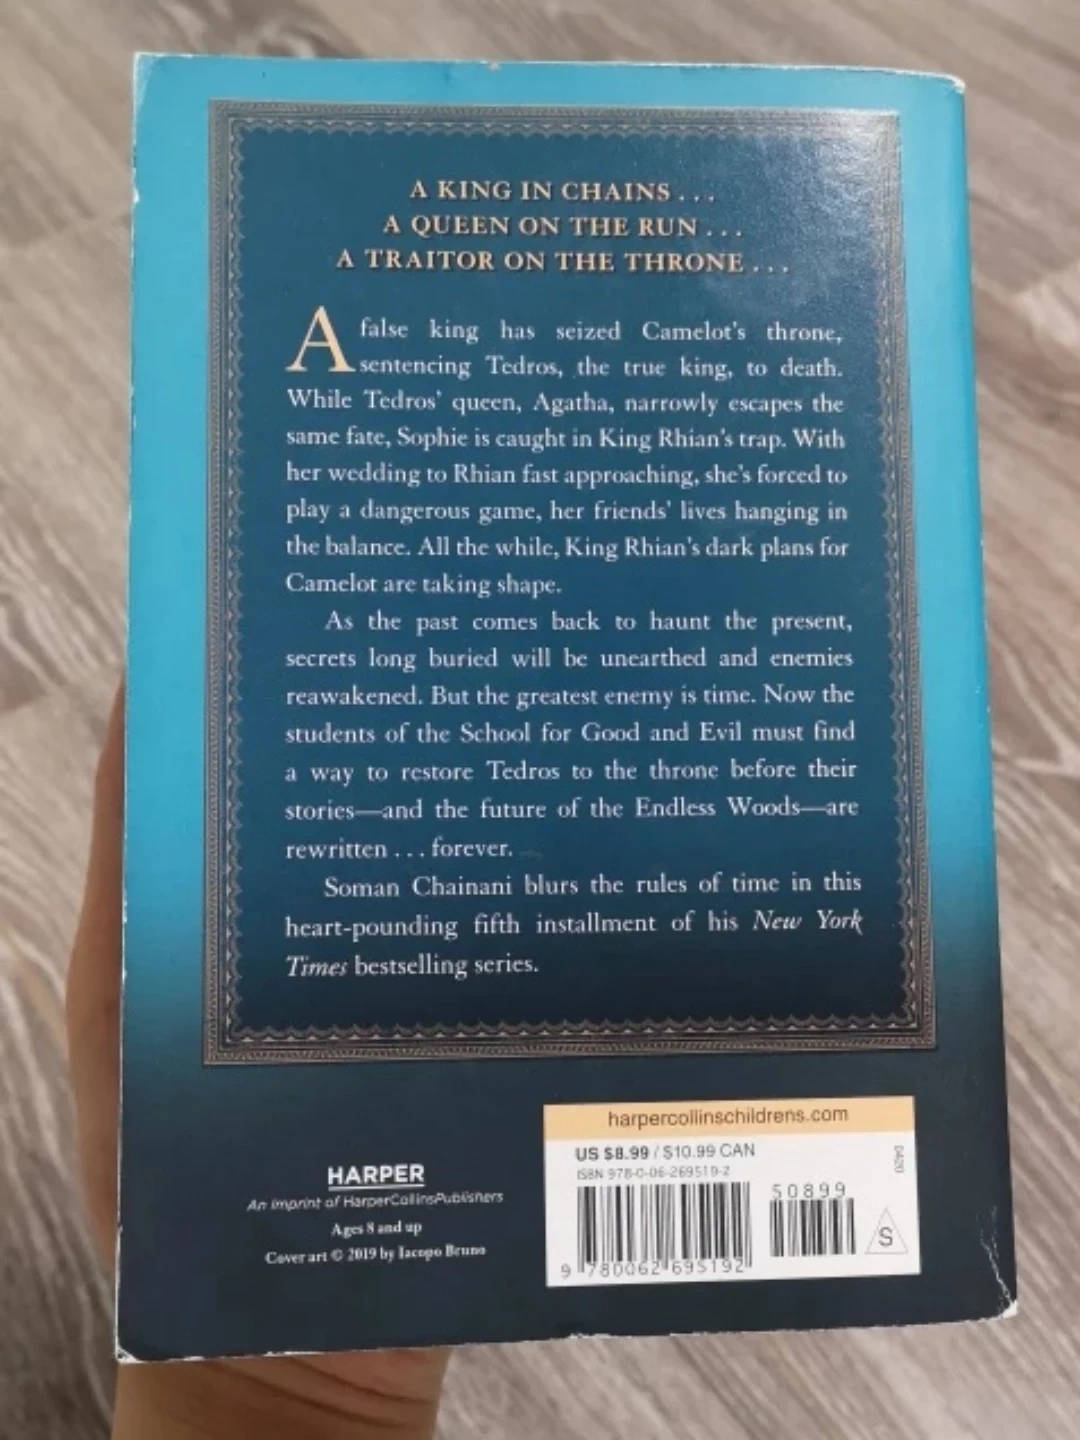 A KING IN CHAINS . . .
A QUEEN ON THE RUN . . .
A TRAITOR ON THE THRONE . . .
A false king has seized Camelot's throne,
sentencing Tedros, the true king, to death.
While Tedros' queen, Agatha, narrowly escapes the
same fate, Sophie is caught in King Rhian's trap. With
her wedding to Rhian fast approaching, she's forced to
play a dangerous game, her friends' lives hanging in
the balance. All the while, King Rhian's dark plans for
Camelot are taking shape.
As the past comes back to haunt the present,
secrets long buried will be unearthed and enemies
reawakened. But the greatest enemy is time. Now the
students of the School for Good and Evil must find
a way to restore Tedros to the throne before their
stories—and the future of the Endless Woods—are
rewritten . . . forever.
Soman Chainani blurs the rules of time in this
heart-pounding fifth installment of his New York
Times bestselling series.
HARPER
An Imprint of HarperCollinsPublishers
Ages 8 and up
Cover art © 2019 by Iacopo Bruno
harpercollinschildrens.com
US $8.99 / $10.99 CAN
ISBN 978-0-06-269519-2
50899
9 780062 695192
S
0420